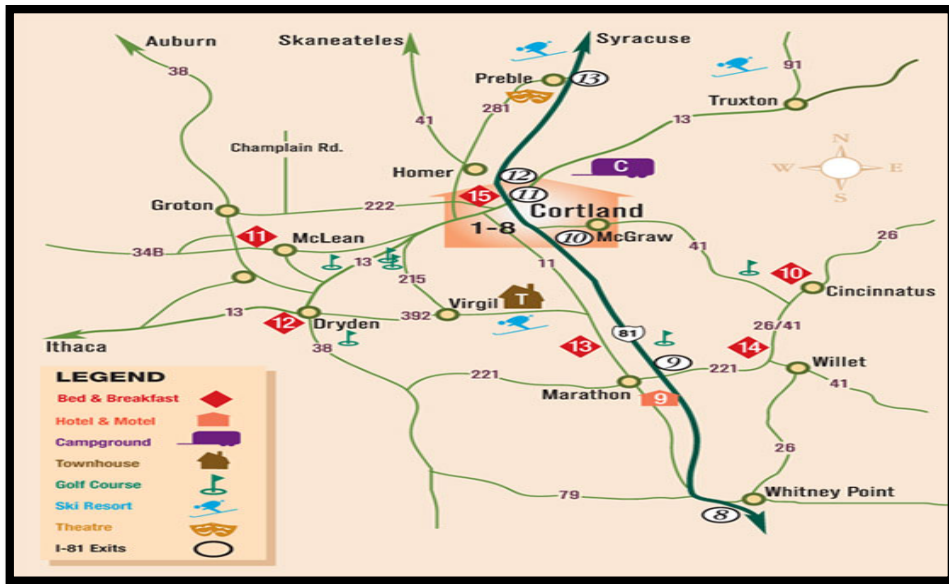 Auburn
Skaneateles
Syracuse
38
Preble
13
91
281
Truxton
41
13
Champlain Rd.
N
W
E
S
Homer
12
C
15
11
Groton
222
Cortland
1-8
10
McGraw
11
McLean
34B
13
215
11
41
26
10
Cincinnatus
13
12
Dryden
392
Virgil
T
81
26/41
Ithaca
38
13
9
14
Willet
221
Marathon
221
41
9
26
79
Whitney Point
8
LEGEND
Bed & Breakfast
Hotel & Motel
Campground
Townhouse
Golf Course
Ski Resort
Theatre
I-81 Exits